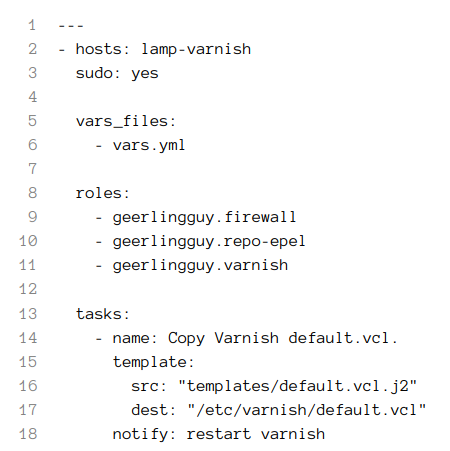 1 ---
2 - hosts: lamp-varnish
3   sudo: yes
4
5   vars_files:
6     - vars.yml
7
8   roles:
9     - geerlingguy.firewall
10     - geerlingguy.repo-epel
11     - geerlingguy.varnish
12
13   tasks:
14     - name: Copy Varnish default.vcl.
15       template:
16         src: "templates/default.vcl.j2"
17         dest: "/etc/varnish/default.vcl"
18       notify: restart varnish